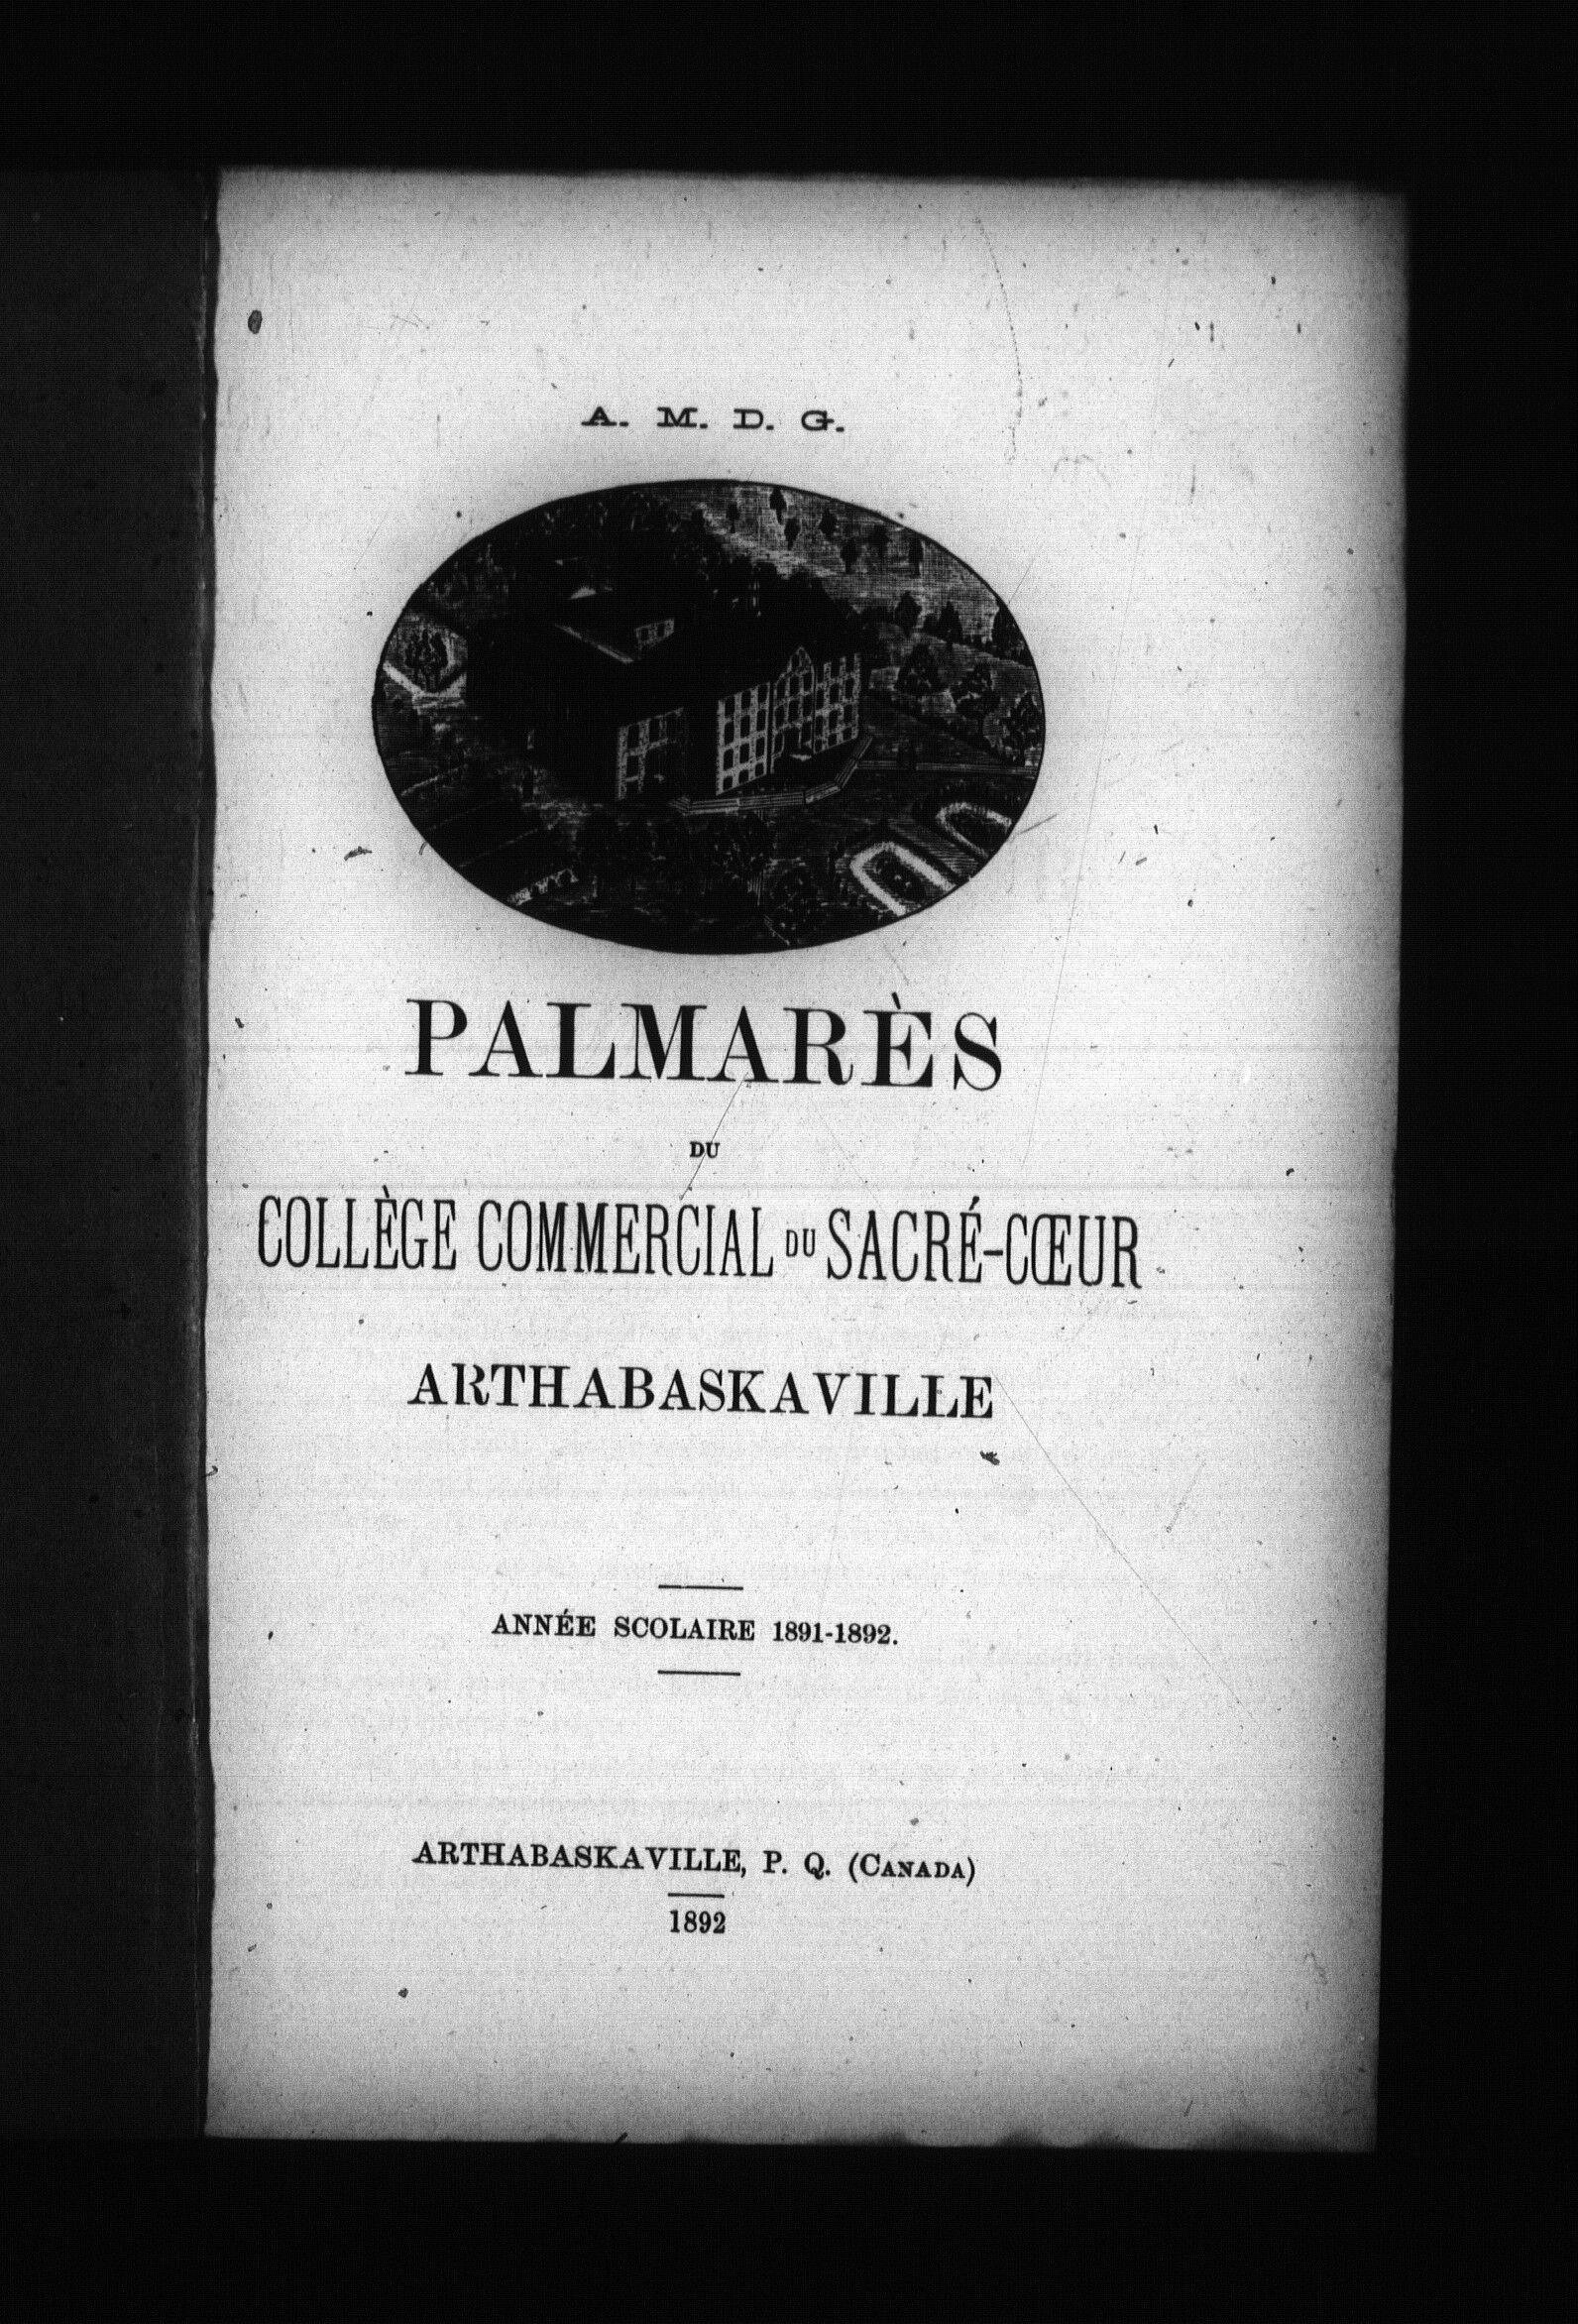 A. M. D. G.
PALMARÈS
DU
COLLÈGE COMMERCIAL DU SACRÉ-CŒUR
ARTHABASKAVILLE
ANNÉE SCOLAIRE 1891-1892.
ARTHABASKAVILLE, P. Q. (CANADA)
1892